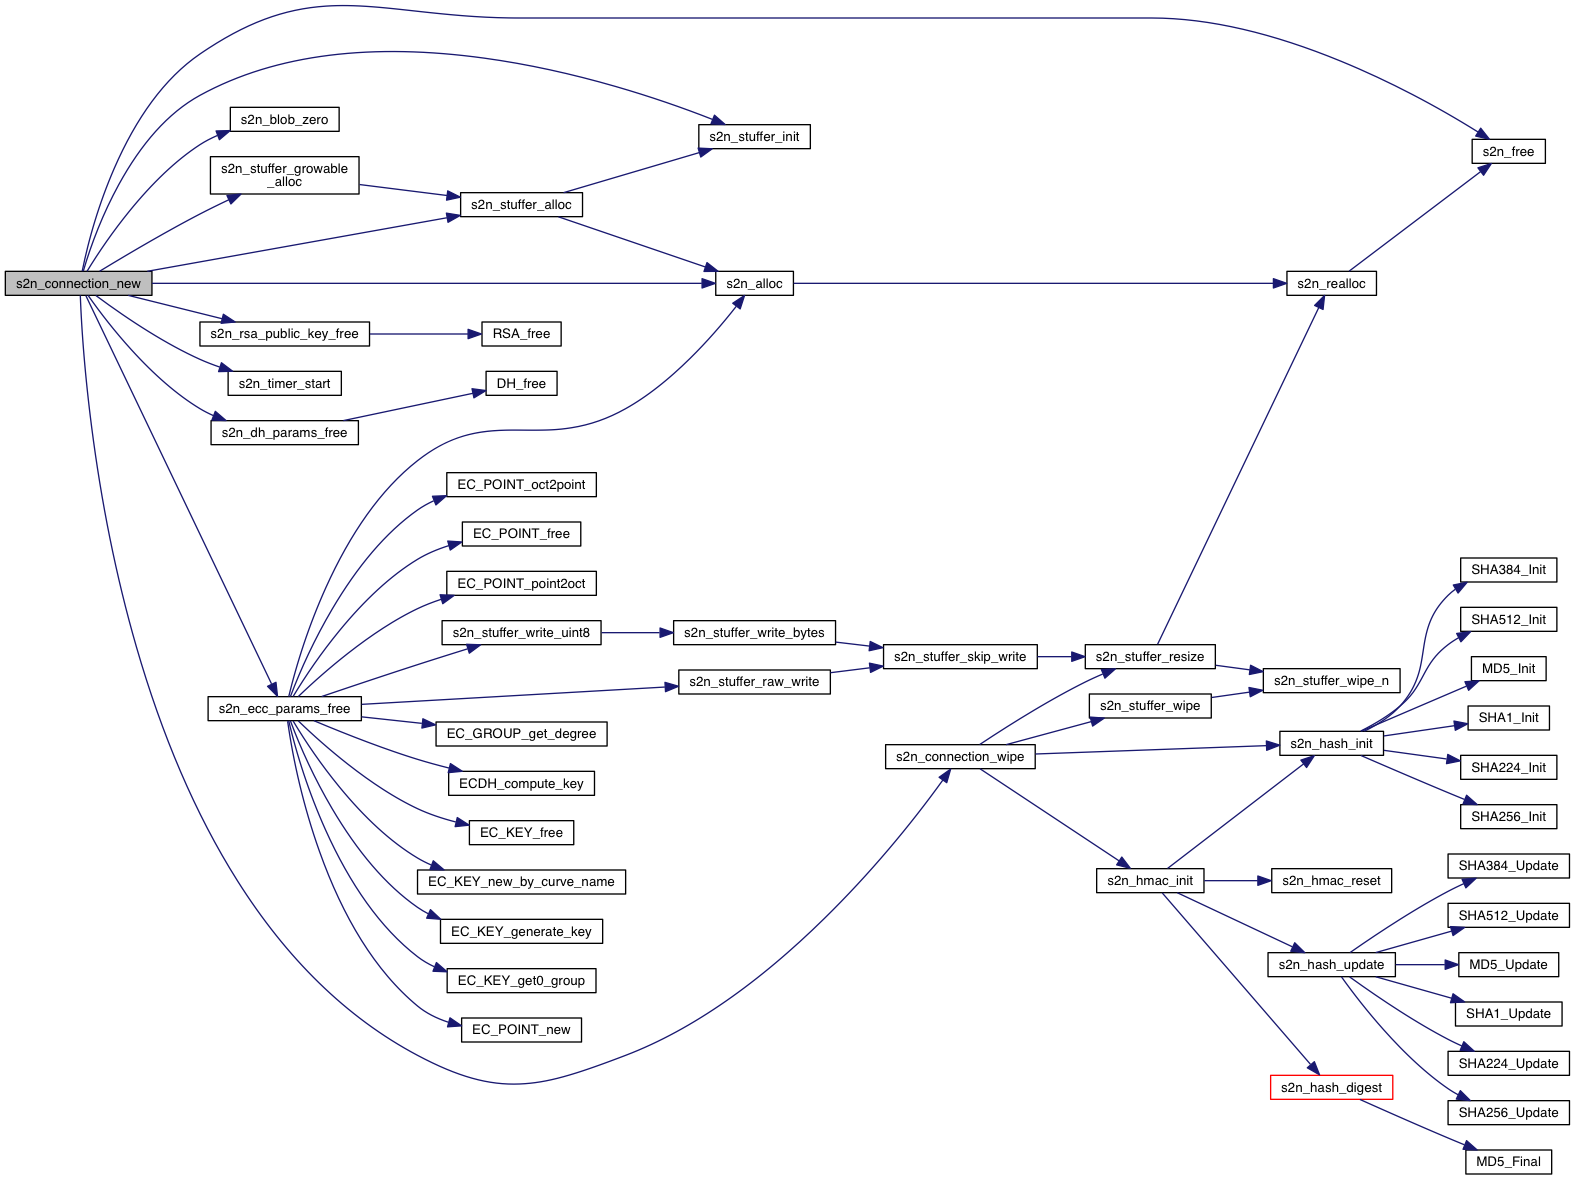 s2n_connection_new
s2n_blob_zero
s2n_stuffer_growable
_alloc
s2n_rsa_public_key_free
s2n_timer_start
s2n_dh_params_free
s2n_ecc_params_free
s2n_stuffer_alloc
RSA_free
DH_free
EC_POINT_oct2point
EC_POINT_free
EC_POINT_point2oct
s2n_stuffer_write_uint8
EC_GROUP_get_degree
ECDH_compute_key
EC_KEY_free
EC_KEY_new_by_curve_name
EC_KEY_generate_key
EC_KEY_get0_group
EC_POINT_new
s2n_stuffer_init
s2n_alloc
s2n_stuffer_write_bytes
s2n_stuffer_raw_write
s2n_stuffer_skip_write
s2n_connection_wipe
s2n_stuffer_resize
s2n_stuffer_wipe
s2n_hmac_init
s2n_realloc
s2n_stuffer_wipe_n
s2n_hash_init
s2n_hmac_reset
s2n_hash_update
s2n_hash_digest
s2n_free
SHA384_Init
SHA512_Init
MD5_Init
SHA1_Init
SHA224_Init
SHA256_Init
SHA384_Update
SHA512_Update
MD5_Update
SHA1_Update
SHA224_Update
SHA256_Update
MD5_Final